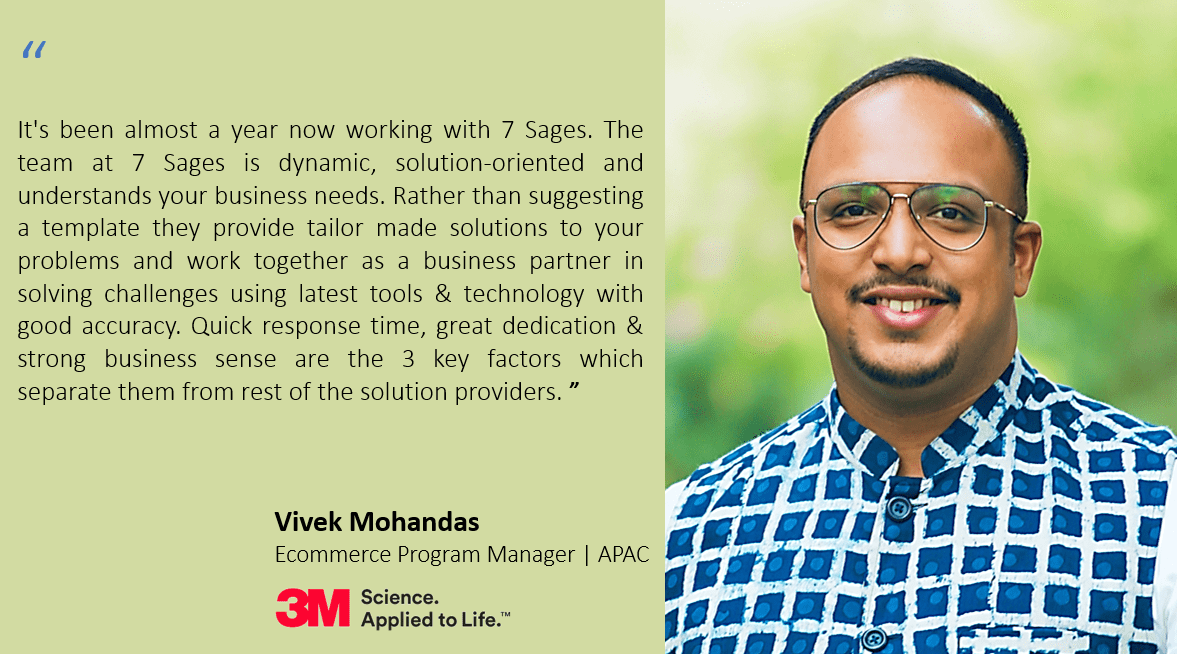 “
It's been almost a year now working with 7 Sages. The
team at 7 Sages is dynamic, solution-oriented and
understands your business needs. Rather than suggesting
a template they provide tailor made solutions to your
problems and work together as a business partner in
solving challenges using latest tools & technology with
good accuracy. Quick response time, great dedication &
strong business sense are the 3 key factors which
separate them from rest of the solution providers. ”
Vivek Mohandas
Ecommerce Program Manager | APAC
3M Science.
Applied to Life.™